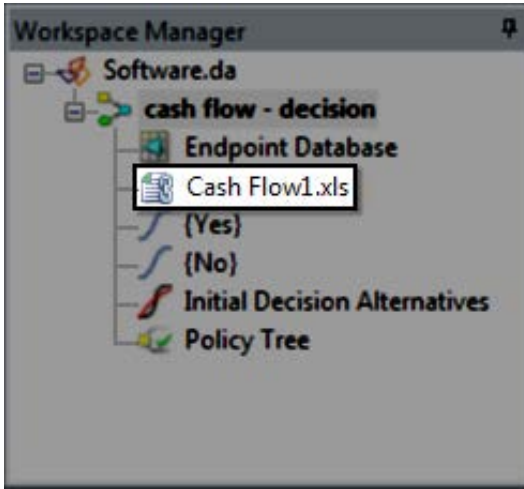 Workspace Manager
Software.da
cash flow - decision
Endpoint Database
Cash Flow1.xls
{Yes}
{No}
Initial Decision Alternatives
Policy Tree